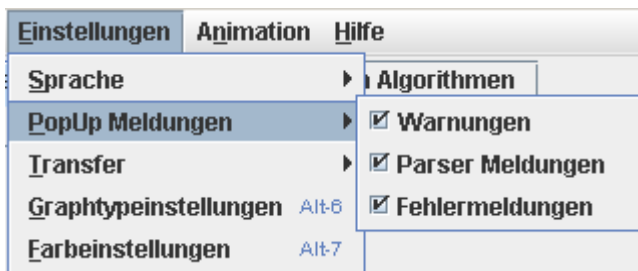 Einstellungen Animation Hilfe
Sprache Algorithmen
PopUp Meldungen Warnungen
Transfer Parser Meldungen
Graphtypeinstellungen Alt-6 Fehlermeldungen
Farbeinstellungen Alt-7